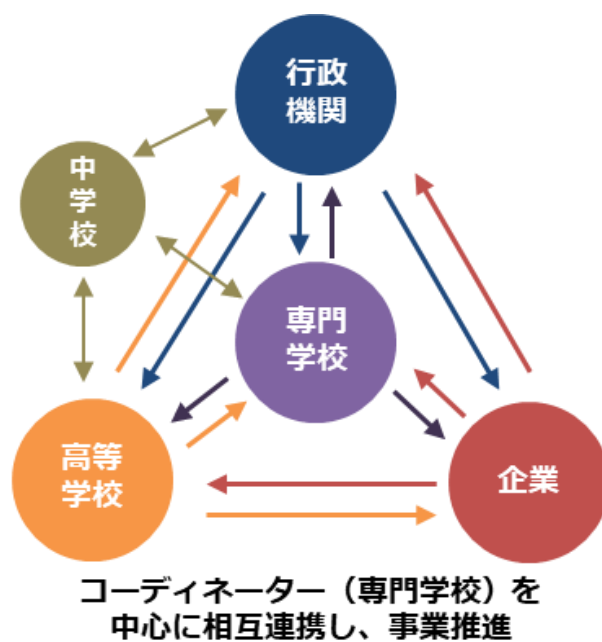 行政
機関
中
学
校
専門
学校
高等
学校
企業
コーディネーター（専門学校）を
中心に相互連携し、事業推進